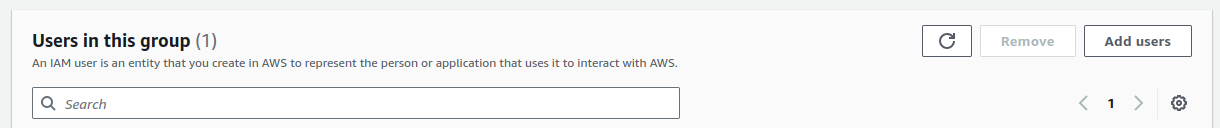 Users in this group (1)
Remove
Add users
An IAM user is an entity that you create in AWS to represent the person or application that uses it to interact with AWS.
Search
1